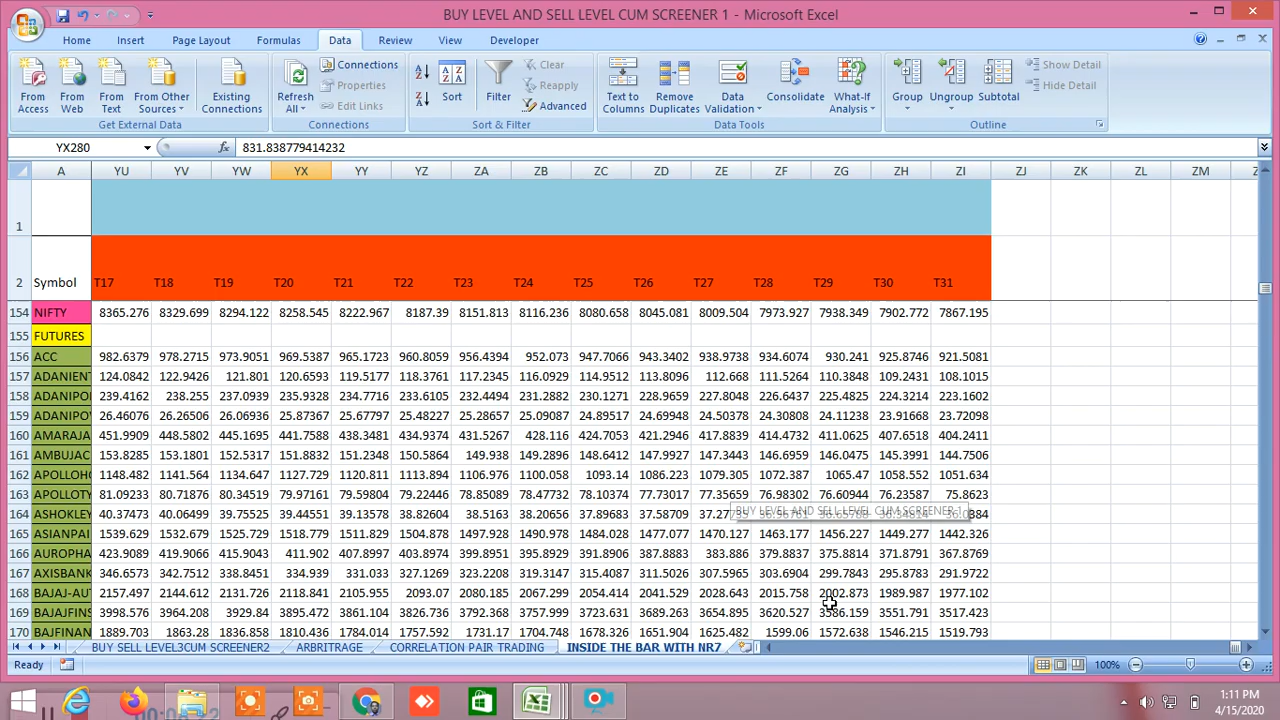 BUY LEVEL AND SELL LEVEL CUM SCREENER 1 - Microsoft Excel
Home Insert Page Layout Formulas Data Review View Developer
From Access From Web From Text From Other Sources Existing Connections
Get External Data
Refresh All Connections Properties Edit Links
Connections
Sort Filter Clear Reapply Advanced
Sort & Filter
Text to Columns Remove Duplicates Data Validation Consolidate What-If Analysis
Data Tools
Group Ungroup Subtotal Show Detail Hide Detail
Outline
YX280 fx 831.838779414232
A YU YV YW YX YY YZ ZA ZB ZC ZD ZE ZF ZG ZH ZI ZJ ZK ZL ZM
1
2 Symbol T17 T18 T19 T20 T21 T22 T23 T24 T25 T26 T27 T28 T29 T30 T31
154 NIFTY 8365.276 8329.699 8294.122 8258.545 8222.967 8187.39 8151.813 8116.236 8080.658 8045.081 8009.504 7973.927 7938.349 7902.772 7867.195
155 FUTURES
156 ACC 982.6379 978.2715 973.9051 969.5387 965.1723 960.8059 956.4394 952.073 947.7066 943.3402 938.9738 934.6074 930.241 925.8746 921.5081
157 ADANIENT 124.0842 122.9426 121.801 120.6593 119.5177 118.3761 117.2345 116.0929 114.9512 113.8096 112.668 111.5264 110.3848 109.2431 108.1015
158 ADANIPO 239.4162 238.255 237.0939 235.9328 234.7716 233.6105 232.4494 231.2882 230.1271 228.9659 227.8048 226.6437 225.4825 224.3214 223.1602
159 ADANIPOV 26.46076 26.26506 26.06936 25.87367 25.67797 25.48227 25.28657 25.09087 24.89517 24.69948 24.50378 24.30808 24.11238 23.91668 23.72098
160 AMARAJA 451.9909 448.5802 445.1695 441.7588 438.3481 434.9374 431.5267 428.116 424.7053 421.2946 417.8839 414.4732 411.0625 407.6518 404.2411
161 AMBUJAC 153.8285 153.1801 152.5317 151.8832 151.2348 150.5864 149.938 149.2896 148.6412 147.9927 147.3443 146.6959 146.0475 145.3991 144.7506
162 APOLLOHO 1148.482 1141.564 1134.647 1127.729 1120.811 1113.894 1106.976 1100.058 1093.14 1086.223 1079.305 1072.387 1065.47 1058.552 1051.634
163 APOLLOTY 81.09233 80.71876 80.34519 79.97161 79.59804 79.22446 78.85089 78.47732 78.10374 77.73017 77.35659 76.98302 76.60944 76.23587 75.8623
164 ASHOKLEY 40.37473 40.06499 39.75525 39.44551 39.13578 38.82604 38.5163 38.20656 37.89683 37.58709
BUY LEVEL AND SELL LEVEL CUM SCREENER 1
165 ASIANPAI 1539.629 1532.679 1525.729 1518.779 1511.829 1504.878 1497.928 1490.978 1484.028 1477.077 1470.127 1463.177 1456.227 1449.277 1442.326
166 AUROPHA 423.9089 419.9066 415.9043 411.902 407.8997 403.8974 399.8951 395.8929 391.8906 387.8883 383.886 379.8837 375.8814 371.8791 367.8769
167 AXISBANK 346.6573 342.7512 338.8451 334.939 331.033 327.1269 323.2208 319.3147 315.4087 311.5026 307.5965 303.6904 299.7843 295.8783 291.9722
168 BAJAJ-AUT 2157.497 2144.612 2131.726 2118.841 2105.955 2093.07 2080.185 2067.299 2054.414 2041.529 2028.643 2015.758 2002.873 1989.987 1977.102
169 BAJAJFINS 3998.576 3964.208 3929.84 3895.472 3861.104 3826.736 3792.368 3757.999 3723.631 3689.263 3654.895 3620.527 3586.159 3551.791 3517.423
170 BAJFINAN 1889.703 1863.28 1836.858 1810.436 1784.014 1757.592 1731.17 1704.748 1678.326 1651.904 1625.482 1599.06 1572.638 1546.215 1519.793
BUY SELL LEVEL3CUM SCREENER2 ARBRITRAGE CORRELATION PAIR TRADING INSIDE THE BAR WITH NR7
Ready 100%
1:11 PM
4/15/2020